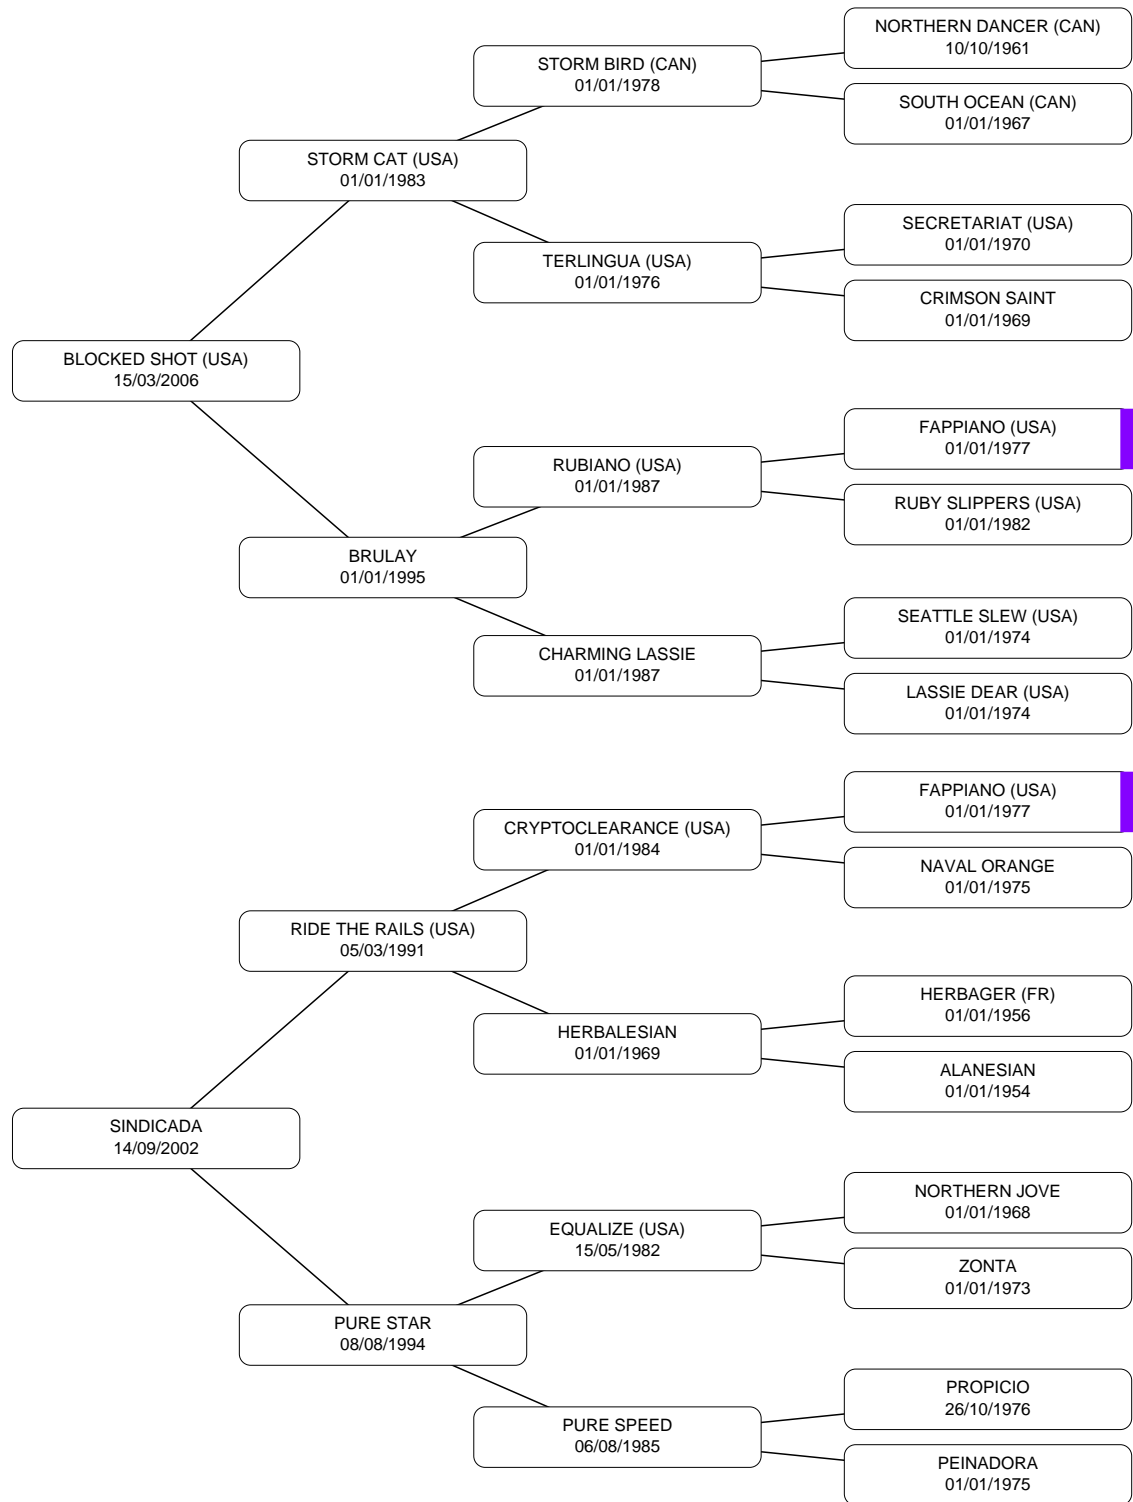 NORTHERN DANCER (CAN)
10/10/1961
STORM BIRD (CAN)
01/01/1978
SOUTH OCEAN (CAN)
01/01/1967
STORM CAT (USA)
01/01/1983
SECRETARIAT (USA)
01/01/1970
TERLINGUA (USA)
01/01/1976
CRIMSON SAINT
01/01/1969
BLOCKED SHOT (USA)
15/03/2006
FAPPIANO (USA)
01/01/1977
RUBIANO (USA)
01/01/1987
RUBY SLIPPERS (USA)
01/01/1982
BRULAY
01/01/1995
SEATTLE SLEW (USA)
01/01/1974
CHARMING LASSIE
01/01/1987
LASSIE DEAR (USA)
01/01/1974
FAPPIANO (USA)
01/01/1977
CRYPTOCLEARANCE (USA)
01/01/1984
NAVAL ORANGE
01/01/1975
RIDE THE RAILS (USA)
05/03/1991
HERBAGER (FR)
01/01/1956
HERBALESIAN
01/01/1969
ALANESIAN
01/01/1954
SINDICADA
14/09/2002
NORTHERN JOVE
01/01/1968
EQUALIZE (USA)
15/05/1982
ZONTA
01/01/1973
PURE STAR
08/08/1994
PROPICIO
26/10/1976
PURE SPEED
06/08/1985
PEINADORA
01/01/1975